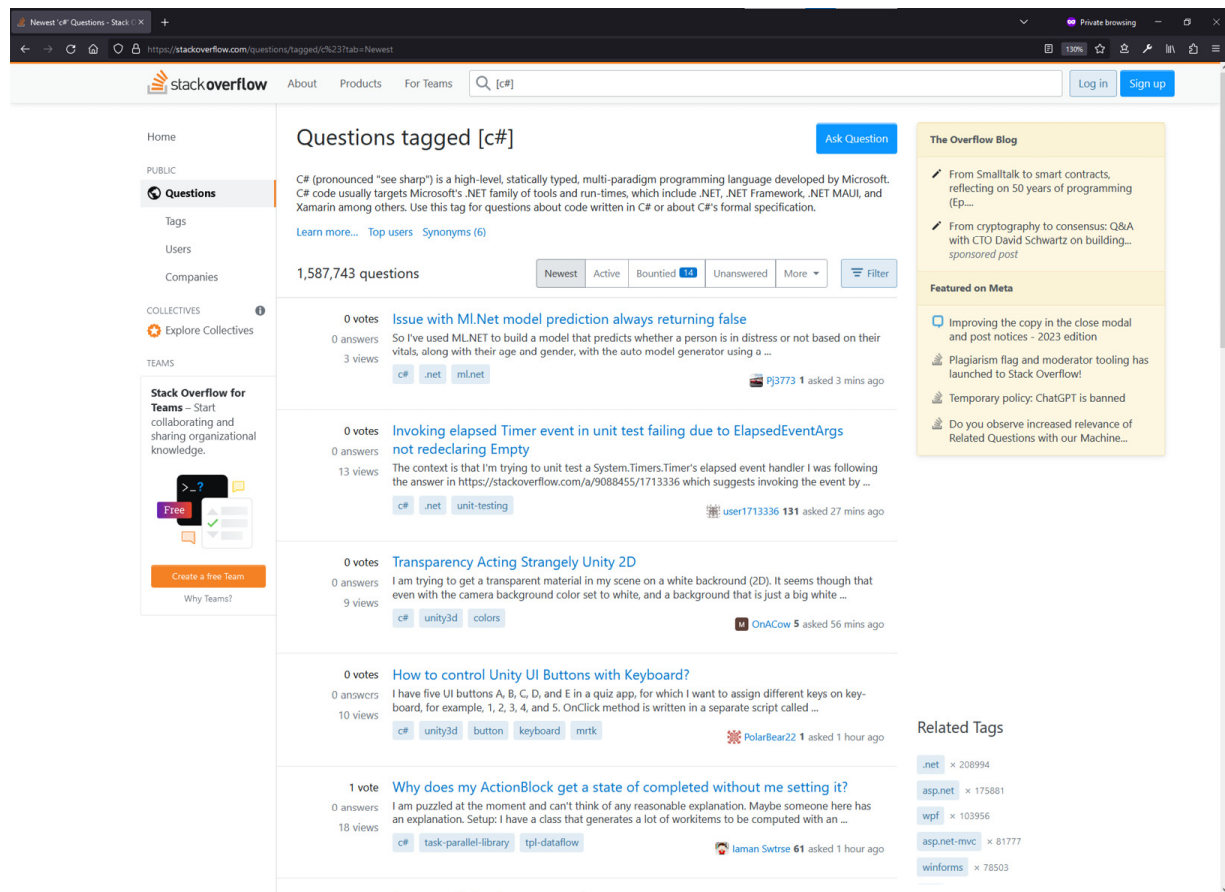 Newest 'c#' Questions - Stack O
Private browsing
https://stackoverflow.com/questions/tagged/c%23?tab=Newest
130%
stackoverflow
About
Products
For Teams
[c#]
Log in
Sign up
Home
PUBLIC
Questions
Tags
Users
Companies
COLLECTIVES
Explore Collectives
TEAMS
Stack Overflow for
Teams – Start
collaborating and
sharing organizational
knowledge.
>_?
Free
Create a free Team
Why Teams?
Questions tagged [c#]
Ask Question
C# (pronounced "see sharp") is a high-level, statically typed, multi-paradigm programming language developed by Microsoft.
C# code usually targets Microsoft's .NET family of tools and run-times, which include .NET, .NET Framework, .NET MAUI, and
Xamarin among others. Use this tag for questions about code written in C# or about C#'s formal specification.
Learn more... Top users Synonyms (6)
1,587,743 questions
Newest Active Bountied 14 Unanswered More
Filter
0 votes
0 answers
3 views
Issue with Ml.Net model prediction always returning false
So I've used ML.NET to build a model that predicts whether a person is in distress or not based on their
vitals, along with their age and gender, with the auto model generator using a ...
c# .net ml.net
Pj3773 1 asked 3 mins ago
0 votes
0 answers
13 views
Invoking elapsed Timer event in unit test failing due to ElapsedEventArgs
not redeclaring Empty
The context is that I'm trying to unit test a System.Timers.Timer's elapsed event handler I was following
the answer in https://stackoverflow.com/a/9088455/1713336 which suggests invoking the event by ...
c# .net unit-testing
user1713336 131 asked 27 mins ago
0 votes
0 answers
9 views
Transparency Acting Strangely Unity 2D
I am trying to get a transparent material in my scene on a white backround (2D). It seems though that
even with the camera background color set to white, and a background that is just a big white ...
c# unity3d colors
M OnACow 5 asked 56 mins ago
0 votes
0 answers
10 views
How to control Unity UI Buttons with Keyboard?
I have five UI buttons A, B, C, D, and E in a quiz app, for which I want to assign different keys on key-
board, for example, 1, 2, 3, 4, and 5. OnClick method is written in a separate script called ...
c# unity3d button keyboard mrtk
PolarBear22 1 asked 1 hour ago
1 vote
0 answers
18 views
Why does my ActionBlock get a state of completed without me setting it?
I am puzzled at the moment and can't think of any reasonable explanation. Maybe someone here has
an explanation. Setup: I have a class that generates a lot of workitems to be computed with an ...
c# task-parallel-library tpl-dataflow
Iaman Swtrse 61 asked 1 hour ago
The Overflow Blog
From Smalltalk to smart contracts,
reflecting on 50 years of programming
(Ep....
From cryptography to consensus: Q&A
with CTO David Schwartz on building...
sponsored post
Featured on Meta
Improving the copy in the close modal
and post notices - 2023 edition
Plagiarism flag and moderator tooling has
launched to Stack Overflow!
Temporary policy: ChatGPT is banned
Do you observe increased relevance of
Related Questions with our Machine...
Related Tags
.net × 208994
asp.net × 175881
wpf × 103956
asp.net-mvc × 81777
winforms × 78503